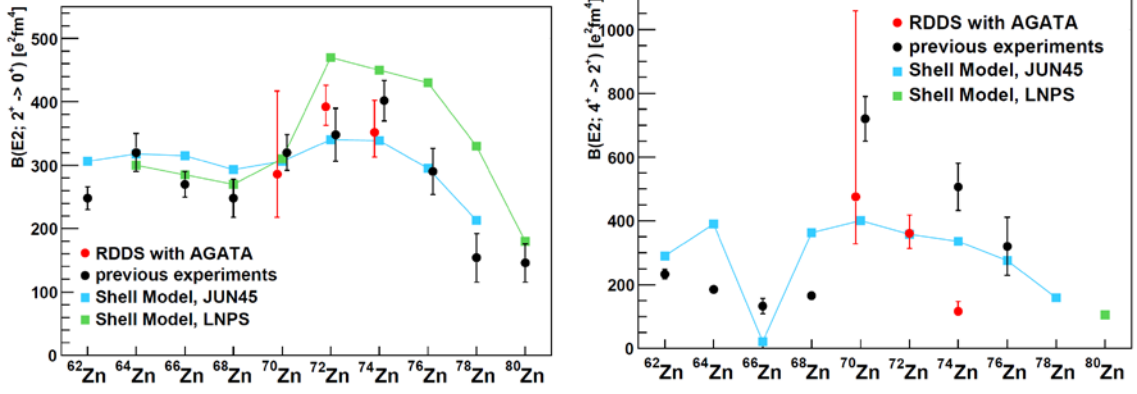 B(E2; 2⁺ -> 0⁺) [e²fm⁴]
500
400
300
200
100
0
RDDS with AGATA
previous experiments
Shell Model, JUN45
Shell Model, LNPS
⁶²Zn ⁶⁴Zn ⁶⁶Zn ⁶⁸Zn ⁷⁰Zn ⁷²Zn ⁷⁴Zn ⁷⁶Zn ⁷⁸Zn ⁸⁰Zn
B(E2; 4⁺ -> 2⁺) [e²fm⁴]
1000
800
600
400
200
0
RDDS with AGATA
previous experiments
Shell Model, JUN45
Shell Model, LNPS
⁶²Zn ⁶⁴Zn ⁶⁶Zn ⁶⁸Zn ⁷⁰Zn ⁷²Zn ⁷⁴Zn ⁷⁶Zn ⁷⁸Zn ⁸⁰Zn